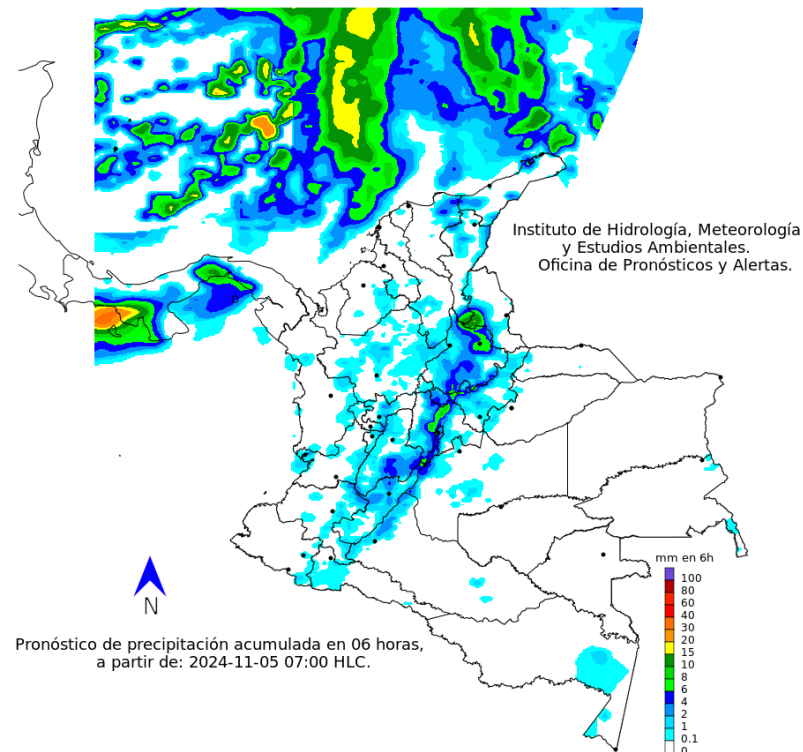 Instituto de Hidrología, Meteorología
y Estudios Ambientales.
Oficina de Pronósticos y Alertas.
mm en 6h
100
80
60
40
30
20
15
10
8
6
4
2
1
0.1
0
N
Pronóstico de precipitación acumulada en 06 horas,
a partir de: 2024-11-05 07:00 HLC.